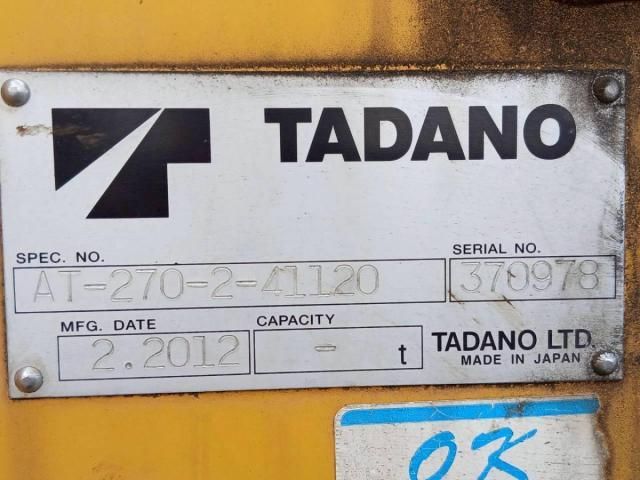 TADANO
SPEC. NO.
AT-270-2-41120
SERIAL NO.
370978
MFG. DATE
2.2012
CAPACITY
- t
TADANO LTD.
MADE IN JAPAN
OK